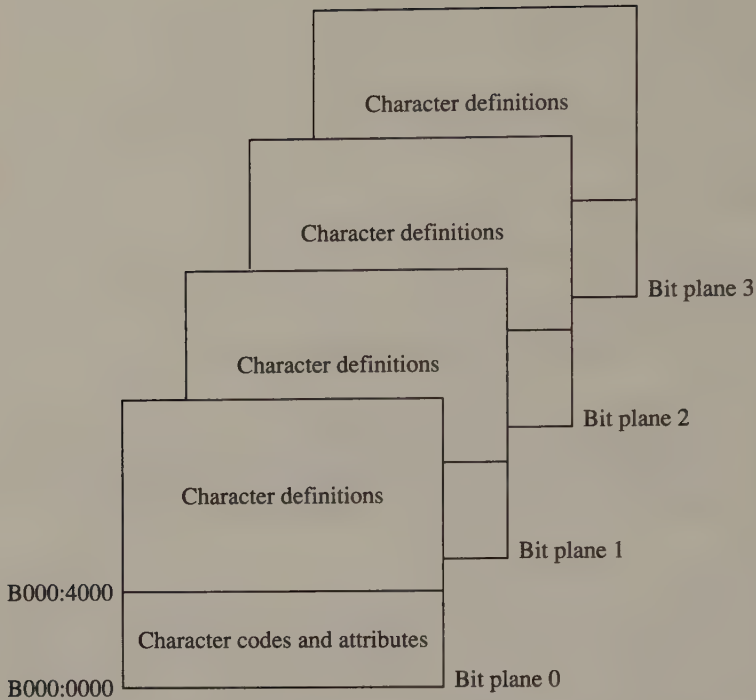 Character definitions
Character definitions
Bit plane 3
Character definitions
Bit plane 2
Character definitions
Bit plane 1
B000:4000
Character codes and attributes
B000:0000
Bit plane 0